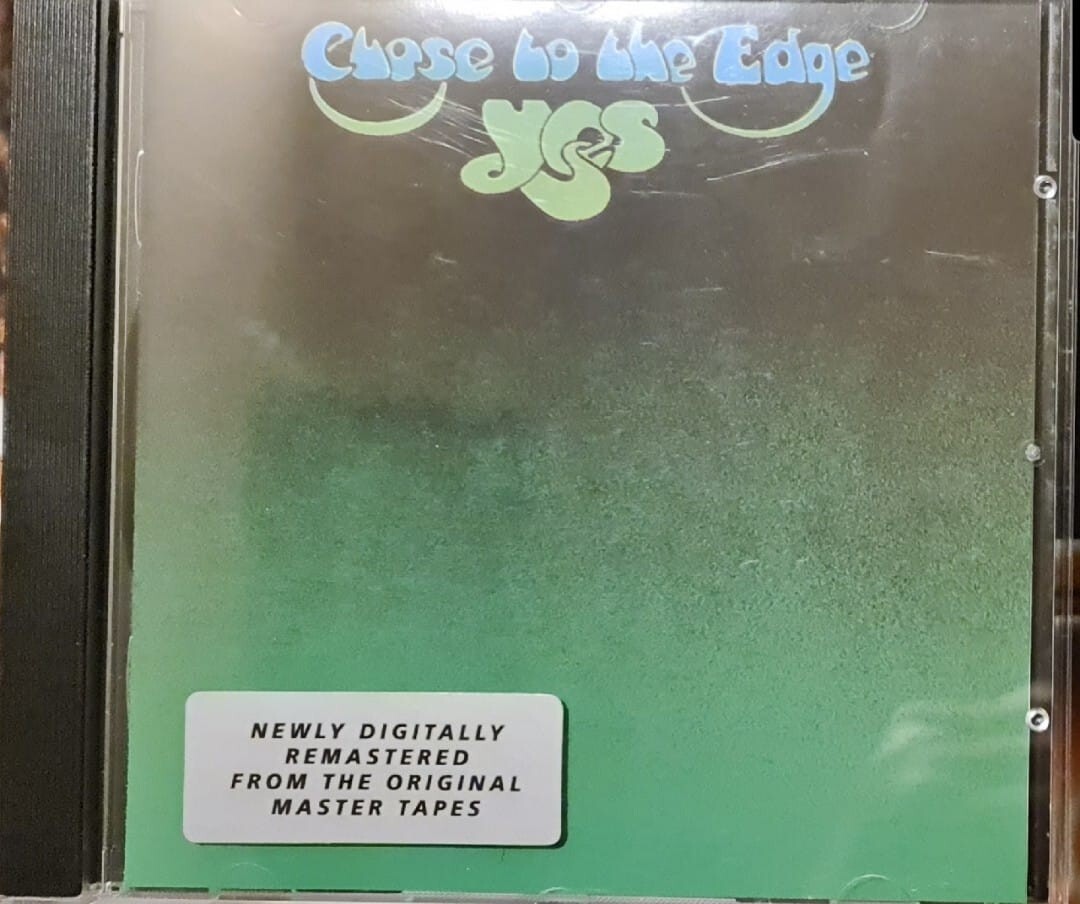 Close to the Edge
yes
NEWLY DIGITALLY
REMASTERED
FROM THE ORIGINAL
MASTER TAPES